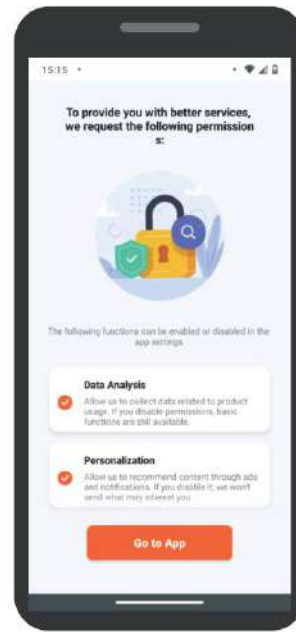 15:15
To provide you with better services,
we request the following permission
s:
The following functions can be enabled or disabled in the
app settings.
Data Analysis
Allow us to collect data related to product
usage. If you disable permissions, basic
functions are still available.
Personalization
Allow us to recommend content through ads
and notifications. If you disable it, we won't
send what may interest you.
Go to App